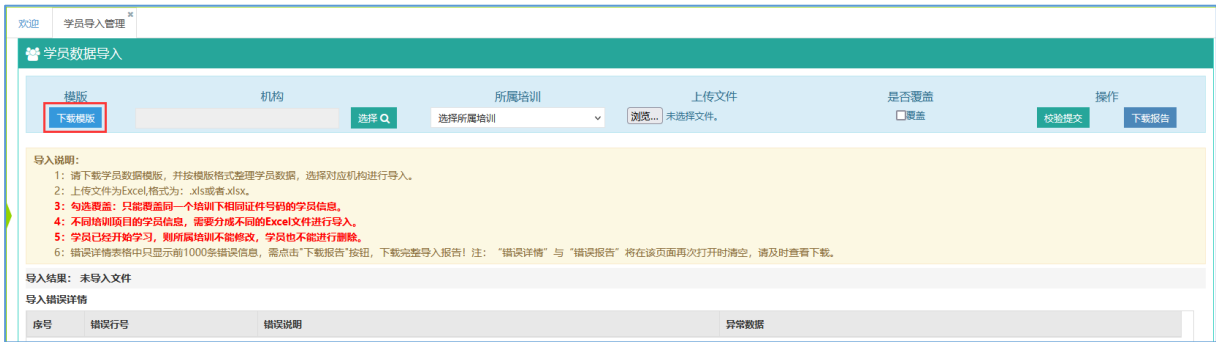 欢迎 学员导入管理 ×
学员数据导入
模版 机构 所属培训 上传文件 是否覆盖 操作
下载模版 选择 选择所属培训 浏览... 未选择文件。 覆盖 校验提交 下载报告
导入说明：
1：请下载学员数据模版，并按模版格式整理学员数据，选择对应机构进行导入。
2：上传文件为Excel,格式为：.xls或者.xlsx。
3：勾选覆盖：只能覆盖同一个培训下相同证件号码的学员信息。
4：不同培训项目的学员信息，需要分成不同的Excel文件进行导入。
5：学员已经开始学习，则所属培训不能修改，学员也不能进行删除。
6：错误详情表格中只显示前1000条错误信息，需点击"下载报告"按钮，下载完整导入报告！注：“错误详情”与“错误报告”将在该页面再次打开时清空，请及时查看下载。
导入结果： 未导入文件
导入错误详情
序号 错误行号 错误说明 异常数据